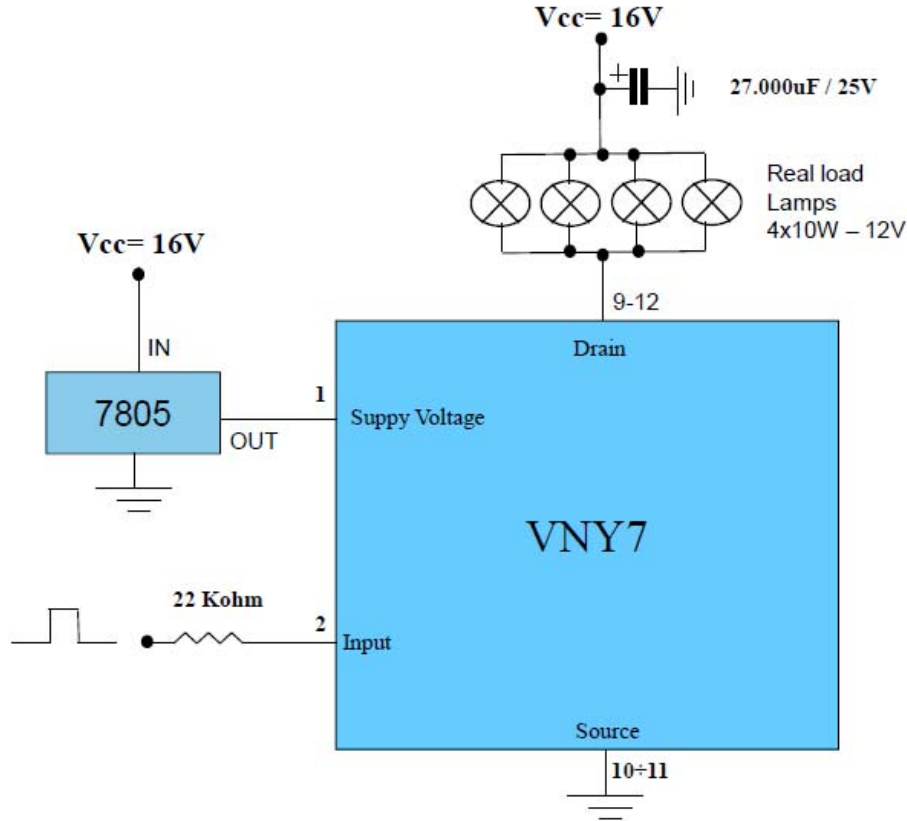 Vcc= 16V
+
27.000uF / 25V
Real load
Lamps
4x10W – 12V
Vcc= 16V
9-12
IN
Drain
7805
1
Suppy Voltage
OUT
VNY7
22 Kohm
2
Input
Source
10÷11